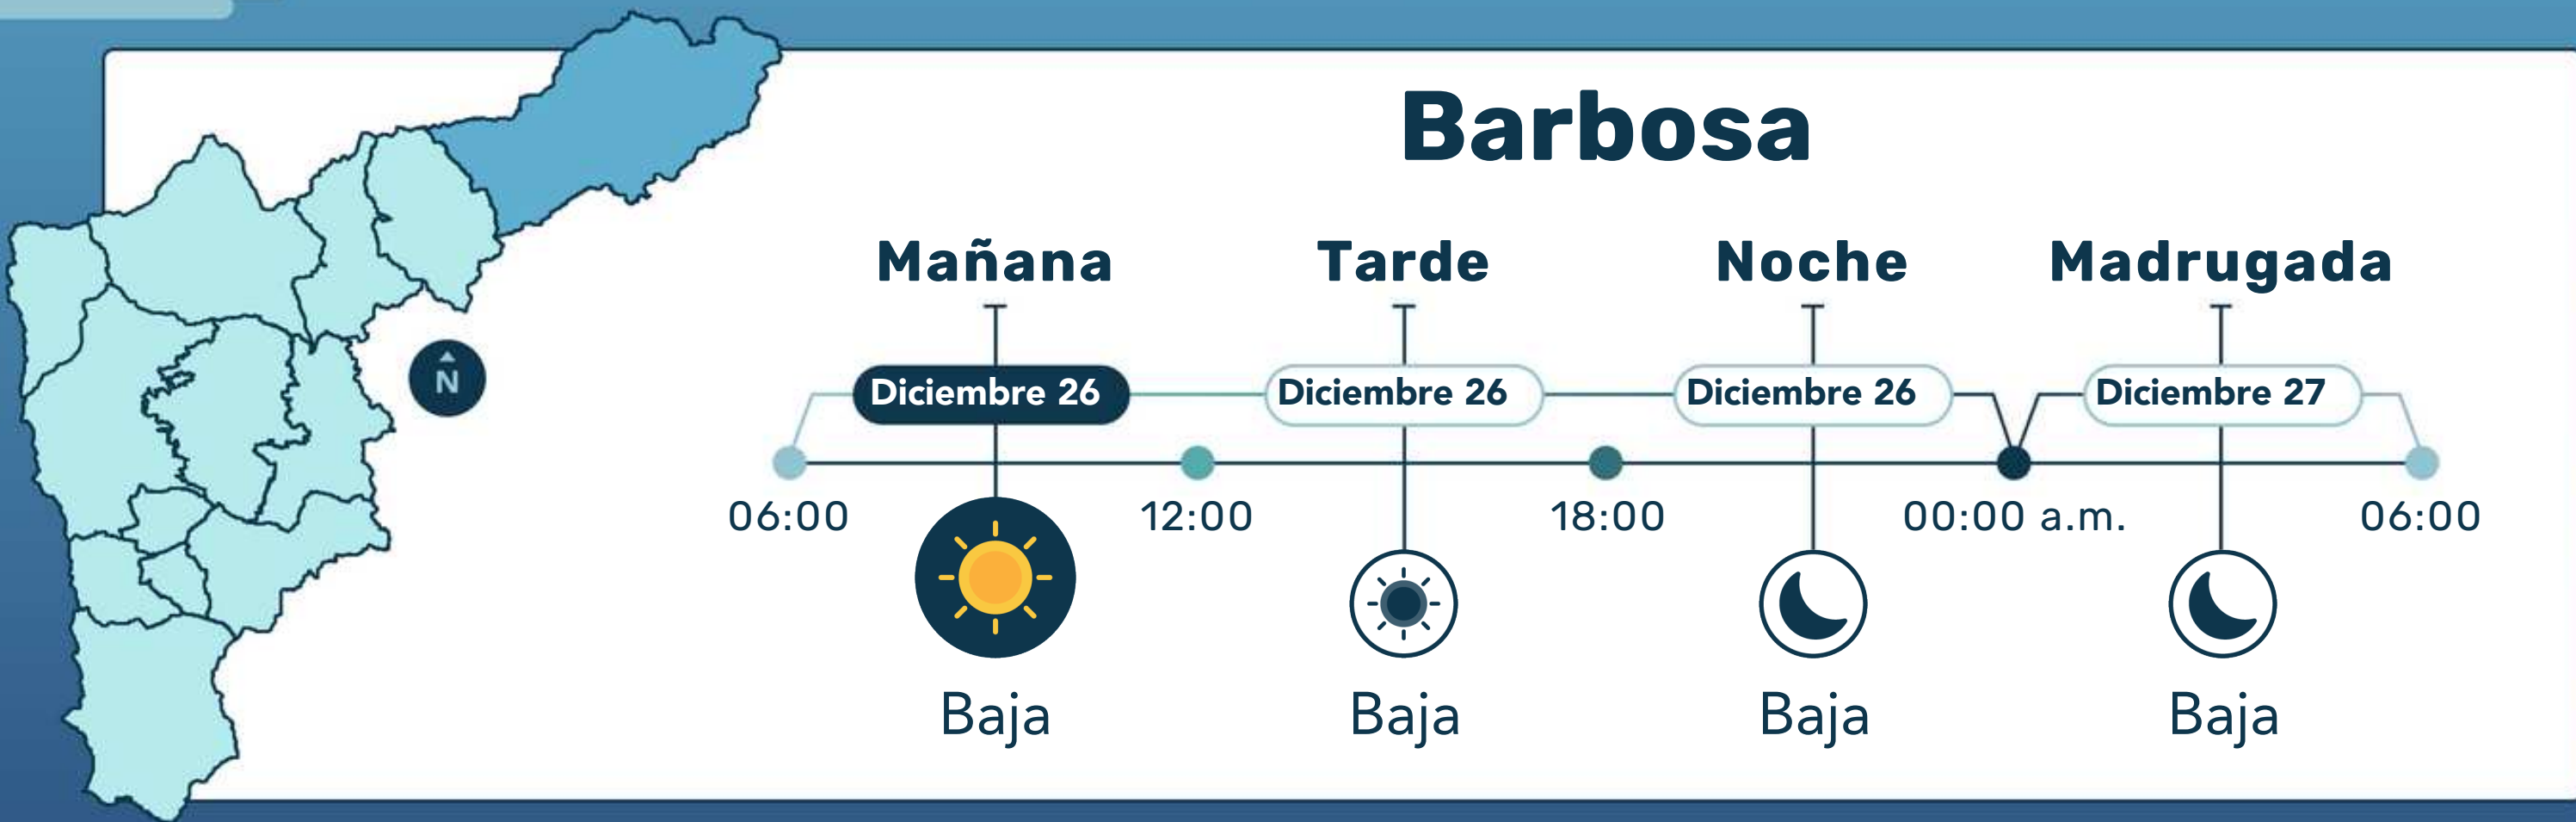 Barbosa
Mañana Tarde Noche Madrugada
N
Diciembre 26 Diciembre 26 Diciembre 26 Diciembre 27
06:00 12:00 18:00 00:00 a.m. 06:00
Baja Baja Baja Baja